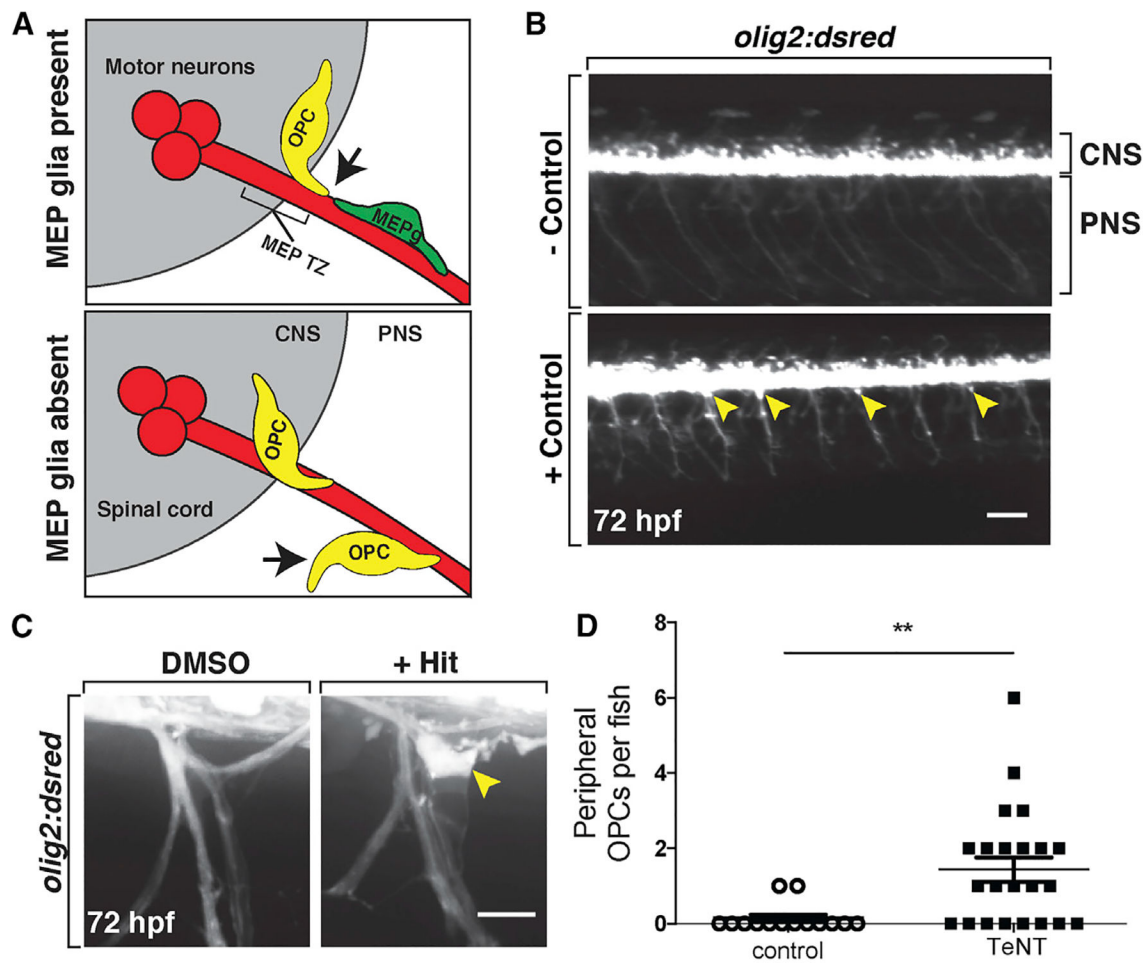 A
MEP glia present
Motor neurons
OPC
MEPg
MEP TZ
MEP glia absent
CNS
PNS
OPC
Spinal cord
OPC
B
olig2:dsred
- Control
CNS
PNS
+ Control
72 hpf
C
DMSO
+ Hit
olig2:dsred
72 hpf
D
**
Peripheral
OPCs per fish
8
6
4
2
0
control
TeNT